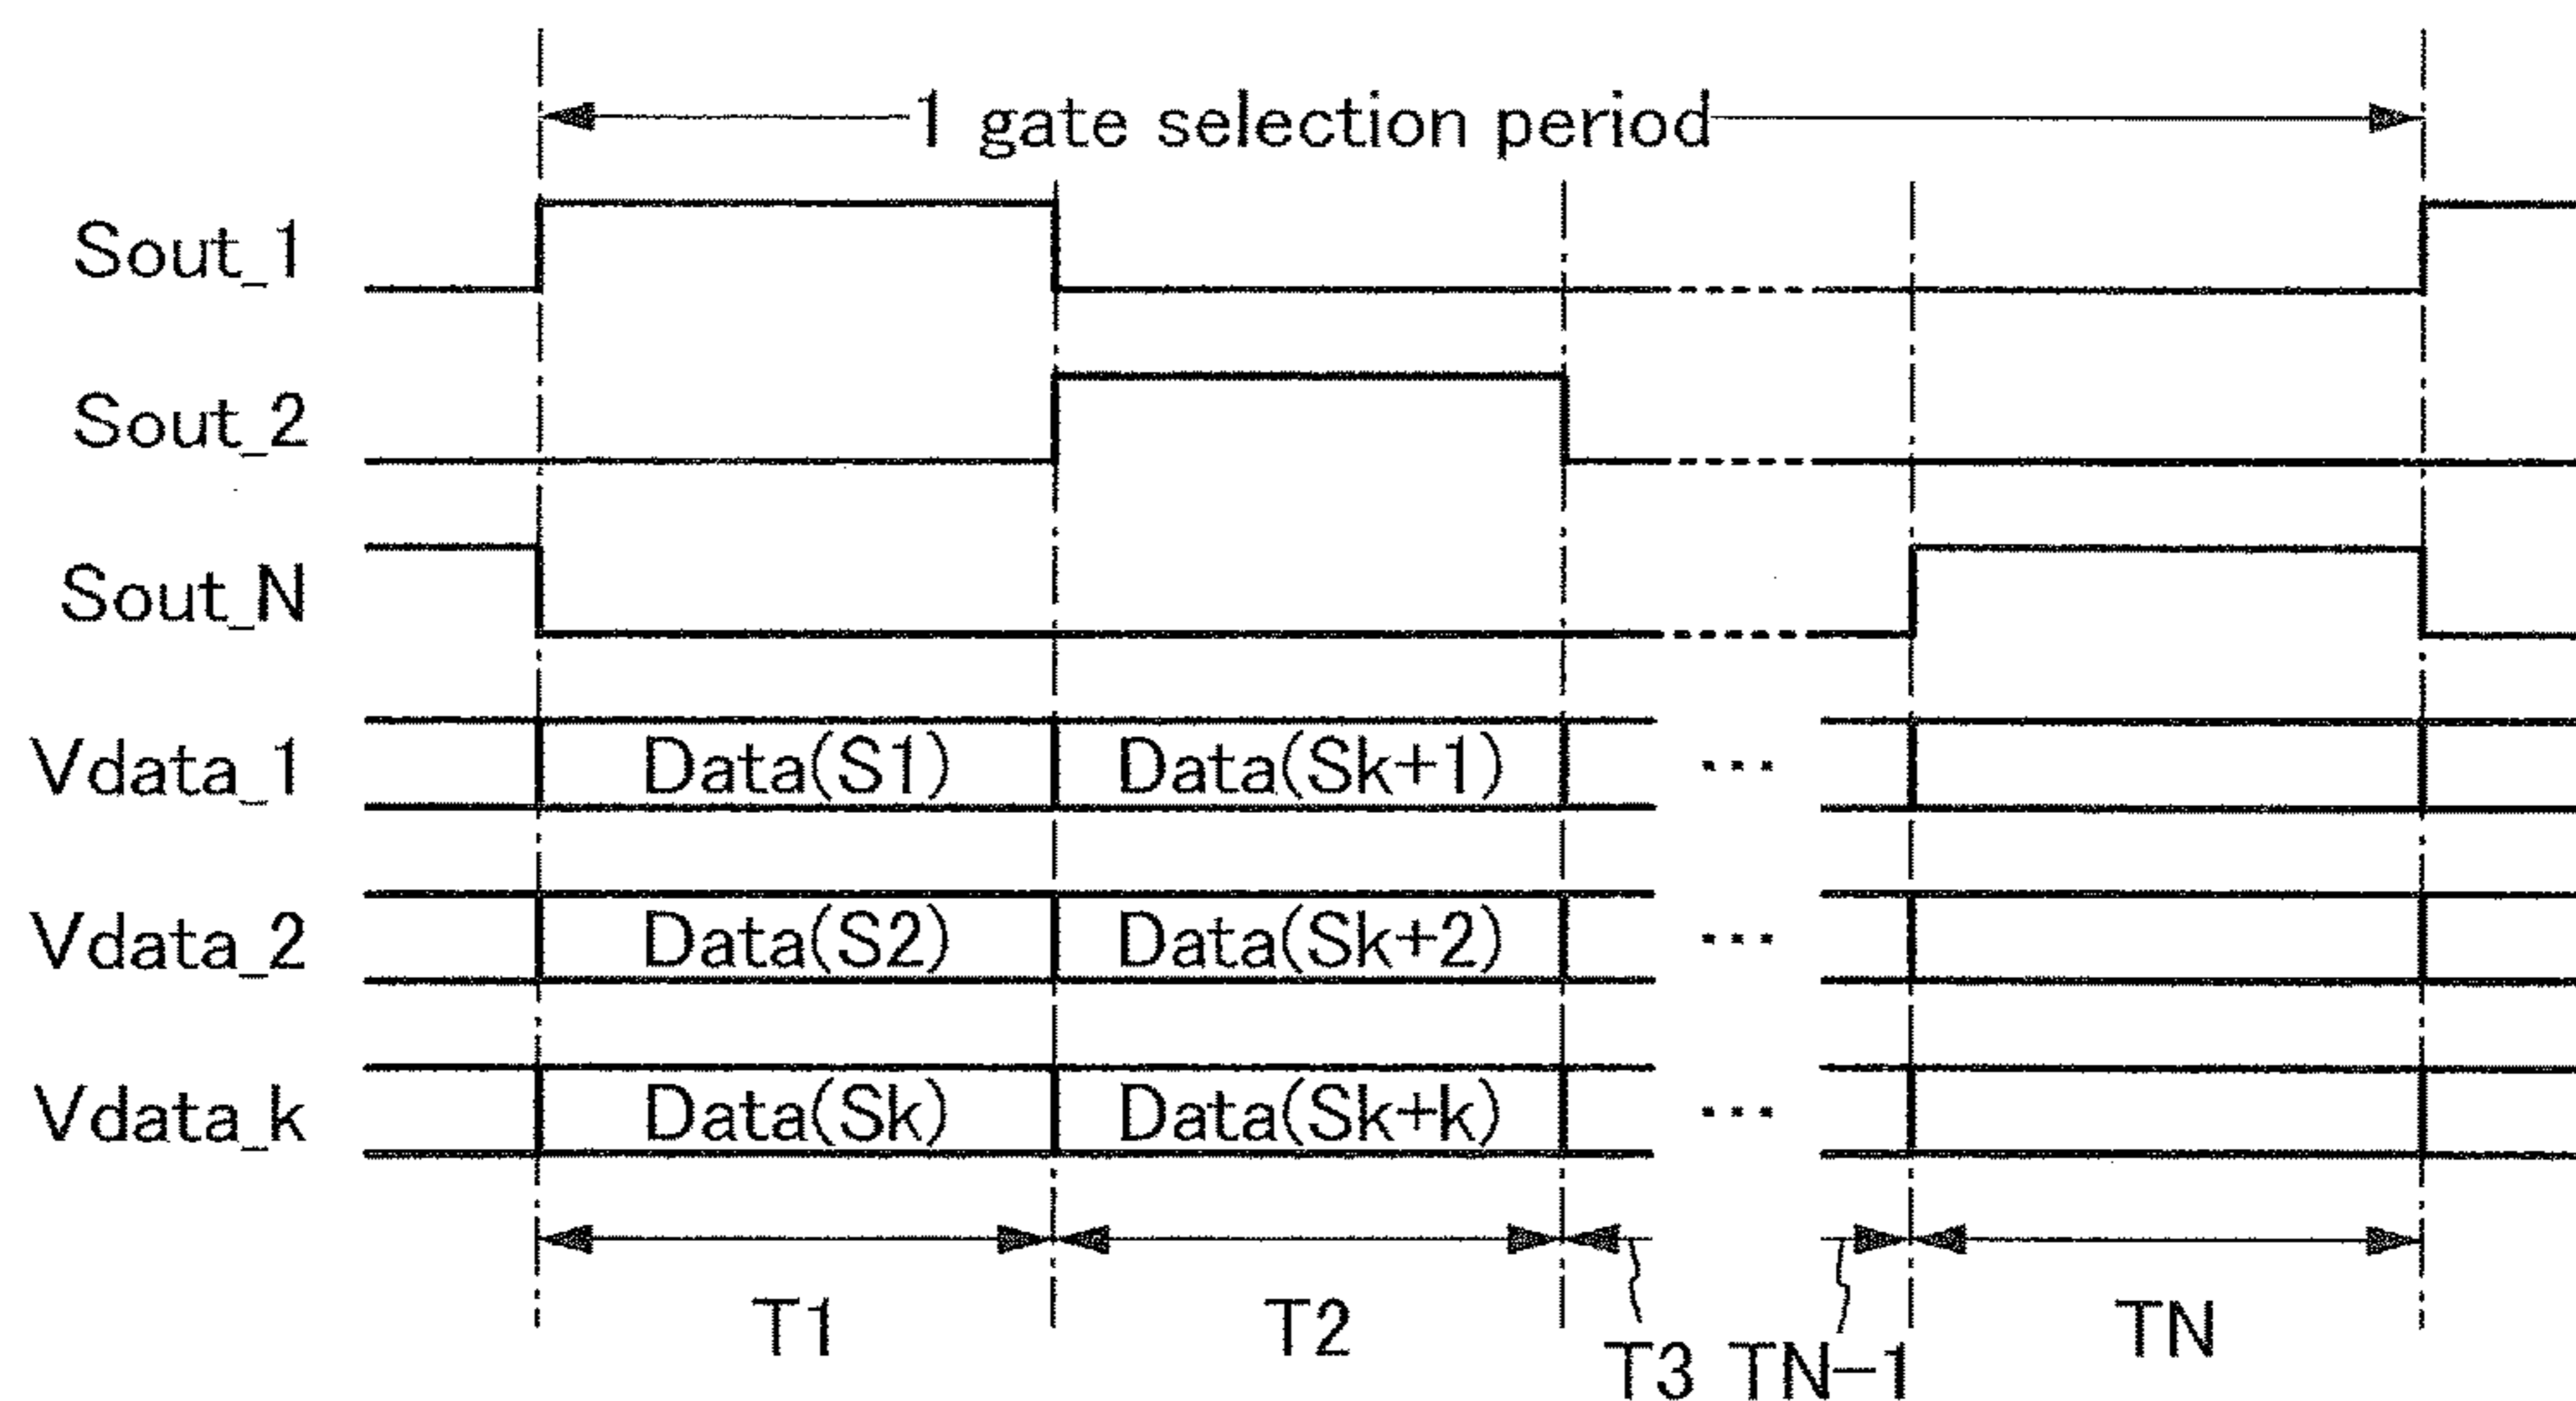 1 gate selection period
Sout_1
Sout_2
Sout_N
Vdata_1 Data(S1) Data(Sk+1) ...
Vdata_2 Data(S2) Data(Sk+2) ...
Vdata_k Data(Sk) Data(Sk+k) ...
T1 T2 T3 TN-1 TN